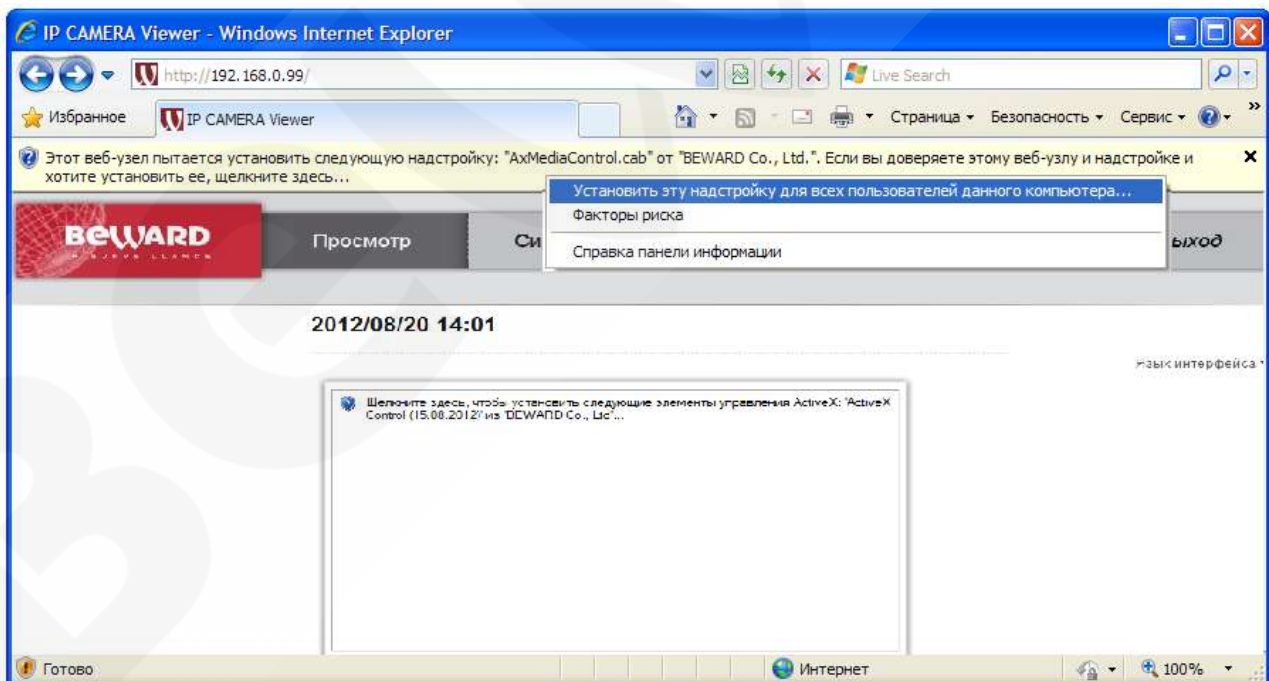 IP CAMERA Viewer - Windows Internet Explorer
http://192.168.0.99/
Live Search
Избранное
IP CAMERA Viewer
Страница
Безопасность
Сервис
Этот веб-узел пытается установить следующую надстройку: "AxMediaControl.cab" от "BEWARD Co., Ltd.". Если вы доверяете этому веб-узлу и надстройке и
хотите установить ее, щелкните здесь...
Установить эту надстройку для всех пользователей данного компьютера...
Факторы риска
Справка панели информации
BEWARD
Просмотр
Си
ыход
2012/08/20 14:01
Язык интерфейса
Щелкните здесь, чтобы установить следующие элементы управления ActiveX: 'ActiveX
Control (15.08.2012)' из 'BEWARD Co., Ltd'...
Готово
Интернет
100%